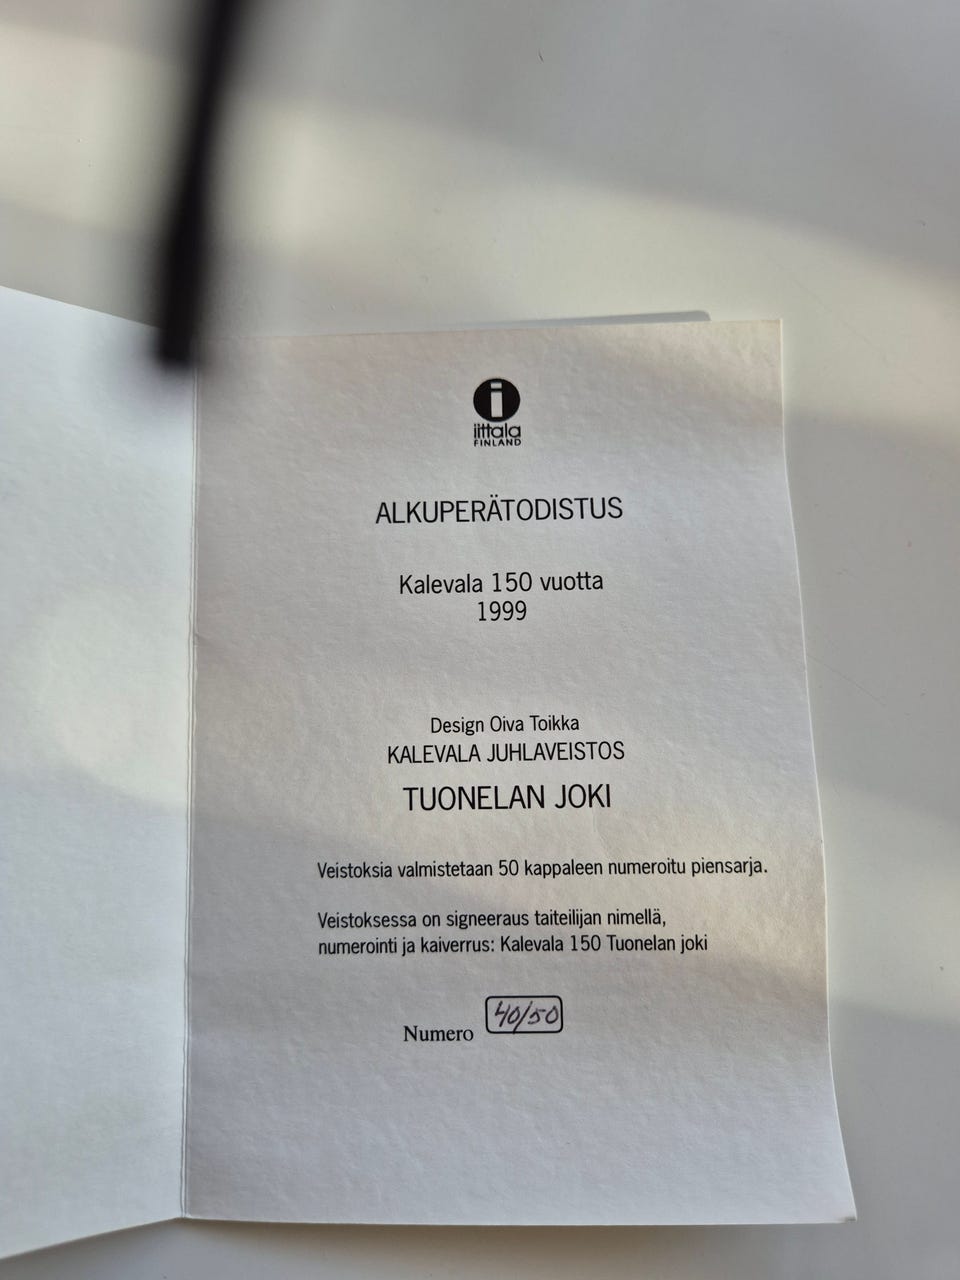 i
iittala
FINLAND
ALKUPERÄTODISTUS
Kalevala 150 vuotta
1999
Design Oiva Toikka
KALEVALA JUHLAVEISTOS
TUONELAN JOKI
Veistoksia valmistetaan 50 kappaleen numeroitu piensarja.
Veistoksessa on signeeraus taiteilijan nimellä,
numerointi ja kaiverrus: Kalevala 150 Tuonelan joki
Numero 40/50